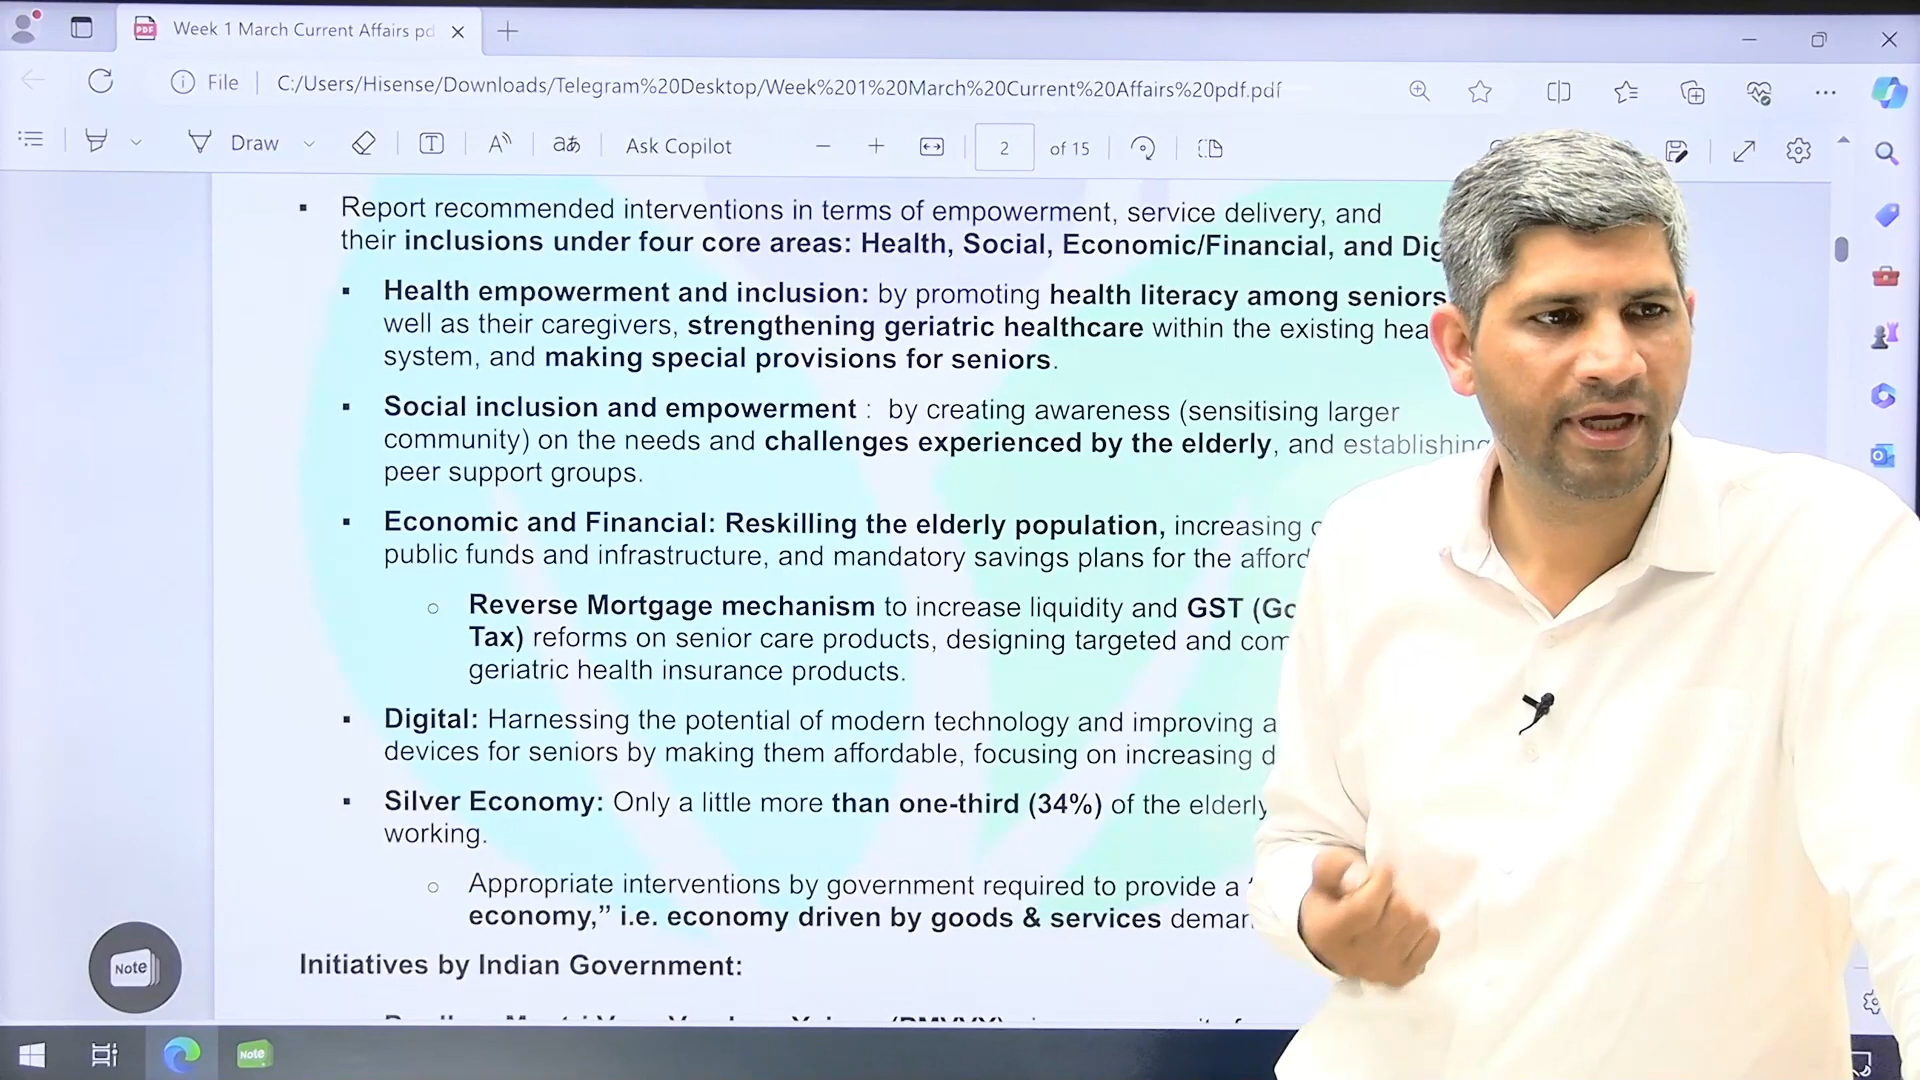 Week 1 March Current Affairs pd
File
C:/Users/Hisense/Downloads/Telegram%20Desktop/Week%201%20March%20Current%20Affairs%20pdf.pdf
Draw
Ask Copilot
2 of 15
Report recommended interventions in terms of empowerment, service delivery, and
their inclusions under four core areas: Health, Social, Economic/Financial, and Dig
Health empowerment and inclusion: by promoting health literacy among seniors
well as their caregivers, strengthening geriatric healthcare within the existing hea
system, and making special provisions for seniors.
Social inclusion and empowerment : by creating awareness (sensitising larger
community) on the needs and challenges experienced by the elderly, and establishing
peer support groups.
Economic and Financial: Reskilling the elderly population, increasing
public funds and infrastructure, and mandatory savings plans for the afford
Reverse Mortgage mechanism to increase liquidity and GST (Go
Tax) reforms on senior care products, designing targeted and com
geriatric health insurance products.
Digital: Harnessing the potential of modern technology and improving a
devices for seniors by making them affordable, focusing on increasing d
Silver Economy: Only a little more than one-third (34%) of the elderly
working.
Appropriate interventions by government required to provide a "
economy,” i.e. economy driven by goods & services deman
Initiatives by Indian Government:
Note
Note